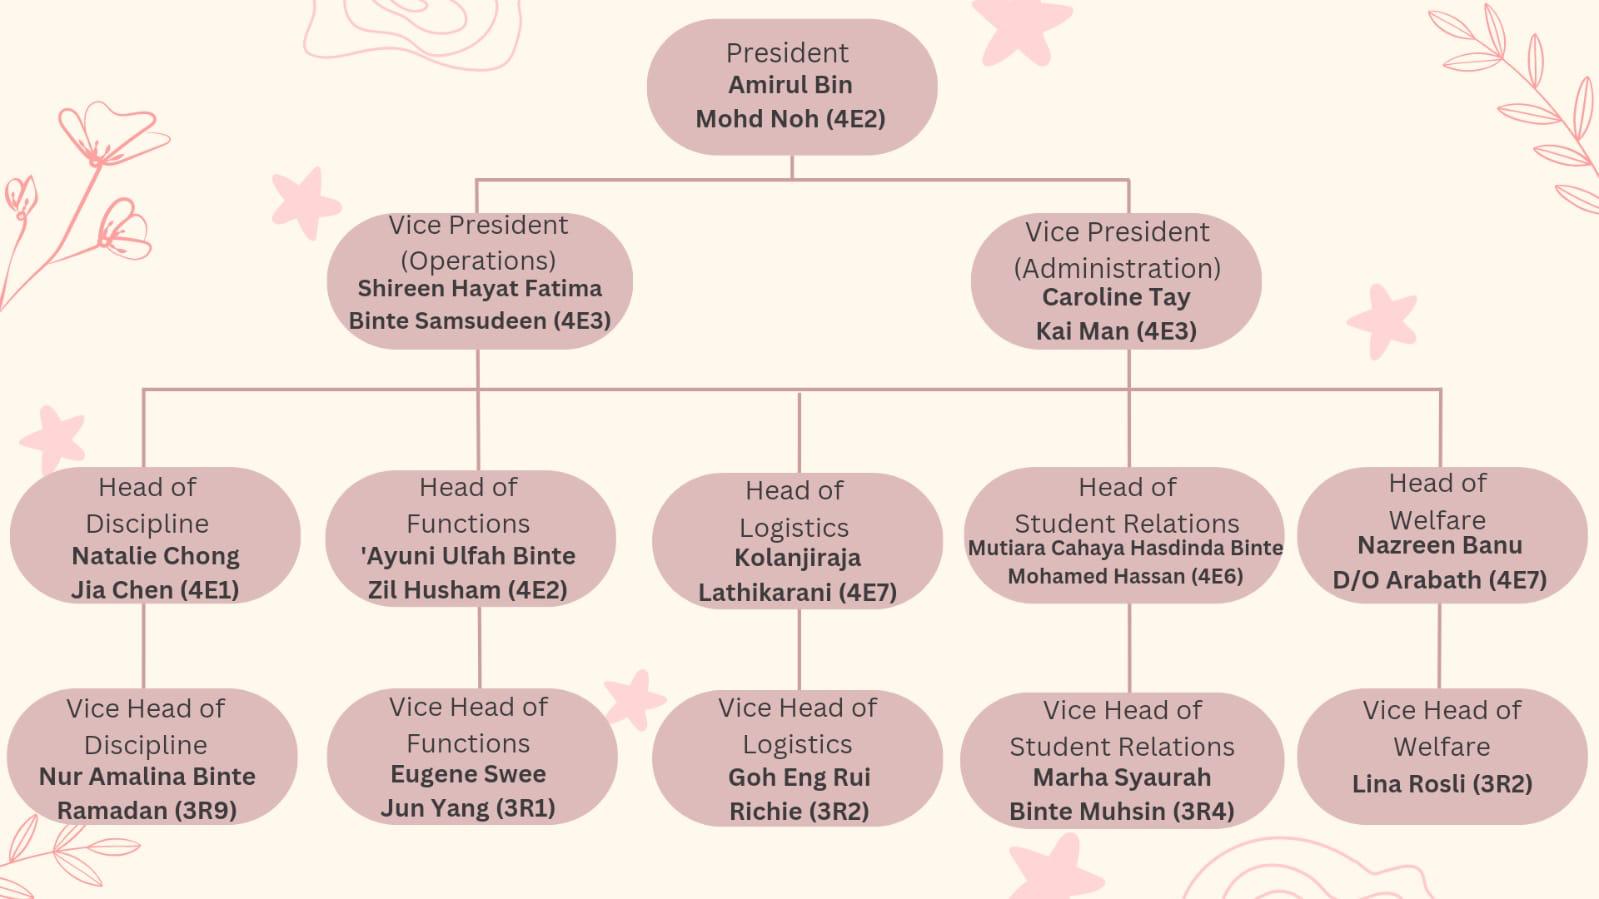 President
Amirul Bin
Mohd Noh (4E2)
Vice President
(Operations)
Shireen Hayat Fatima
Binte Samsudeen (4E3)
Vice President
(Administration)
Caroline Tay
Kai Man (4E3)
Head of
Discipline
Natalie Chong
Jia Chen (4E1)
Head of
Functions
'Ayuni Ulfah Binte
Zil Husham (4E2)
Head of
Logistics
Kolanjiraja
Lathikarani (4E7)
Head of
Student Relations
Mutiara Cahaya Hasdinda Binte
Mohamed Hassan (4E6)
Head of
Welfare
Nazreen Banu
D/O Arabath (4E7)
Vice Head of
Discipline
Nur Amalina Binte
Ramadan (3R9)
Vice Head of
Functions
Eugene Swee
Jun Yang (3R1)
Vice Head of
Logistics
Goh Eng Rui
Richie (3R2)
Vice Head of
Student Relations
Marha Syaurah
Binte Muhsin (3R4)
Vice Head of
Welfare
Lina Rosli (3R2)